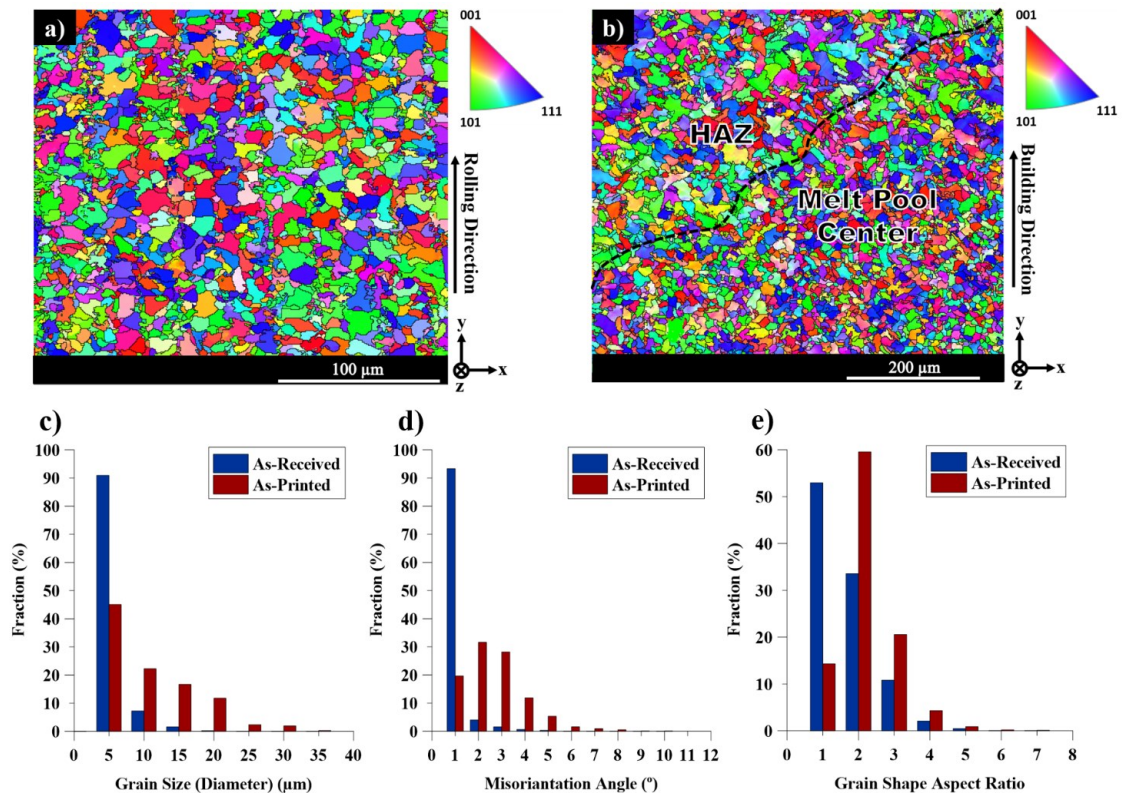 a)
001
101
111
Rolling Direction
y
x
z
100 µm
b)
HAZ
Melt Pool
Center
001
101
111
Building Direction
y
x
z
200 µm
c)
As-Received
As-Printed
Fraction (%)
100
90
80
70
60
50
40
30
20
10
0
0 5 10 15 20 25 30 35 40
Grain Size (Diameter) (µm)
d)
As-Received
As-Printed
Fraction (%)
100
90
80
70
60
50
40
30
20
10
0
0 1 2 3 4 5 6 7 8 9 10 11 12
Misoriantation Angle (º)
e)
As-Received
As-Printed
Fraction (%)
60
50
40
30
20
10
0
0 1 2 3 4 5 6 7 8
Grain Shape Aspect Ratio